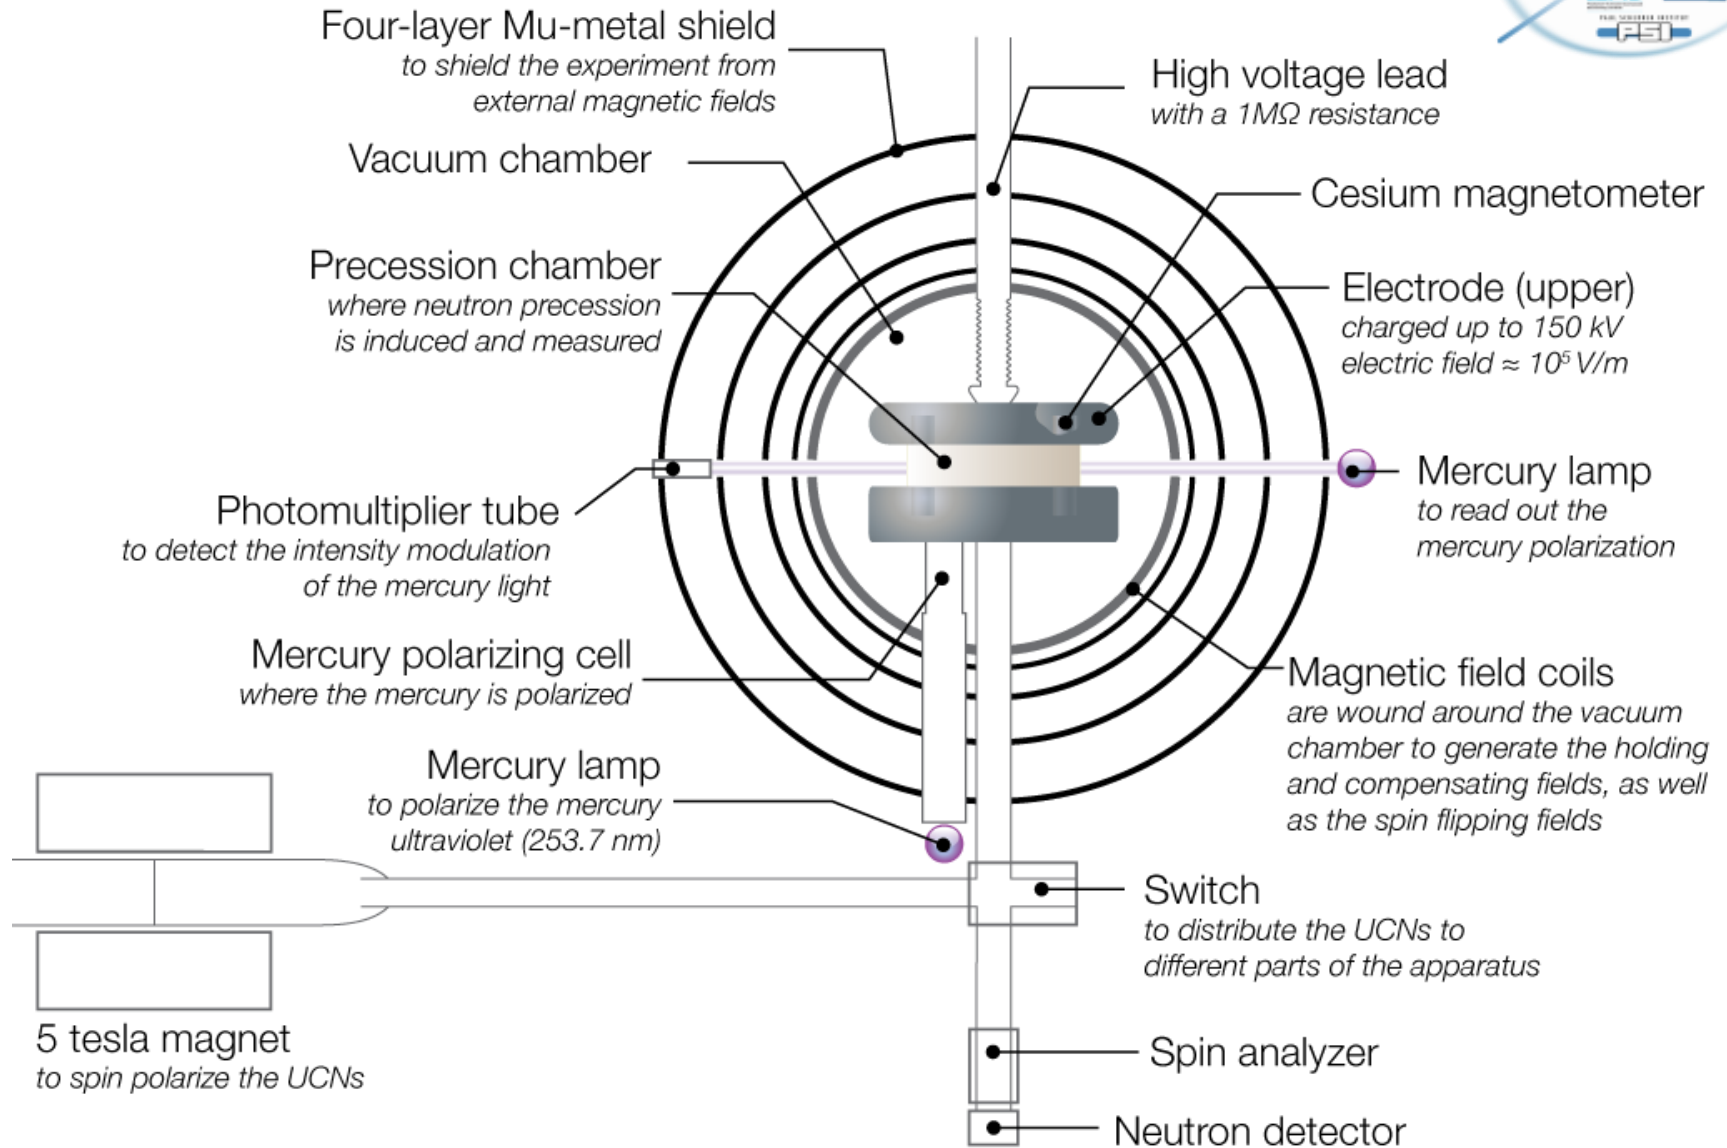 Four-layer Mu-metal shield
to shield the experiment from
external magnetic fields
Vacuum chamber
Precession chamber
where neutron precession
is induced and measured
Photomultiplier tube
to detect the intensity modulation
of the mercury light
Mercury polarizing cell
where the mercury is polarized
Mercury lamp
to polarize the mercury
ultraviolet (253.7 nm)
5 tesla magnet
to spin polarize the UCNs
PAUL SCHERRER INSTITUT
PSI
High voltage lead
with a 1MΩ resistance
Cesium magnetometer
Electrode (upper)
charged up to 150 kV
electric field ≈ 10⁵ V/m
Mercury lamp
to read out the
mercury polarization
Magnetic field coils
are wound around the vacuum
chamber to generate the holding
and compensating fields, as well
as the spin flipping fields
Switch
to distribute the UCNs to
different parts of the apparatus
Spin analyzer
Neutron detector